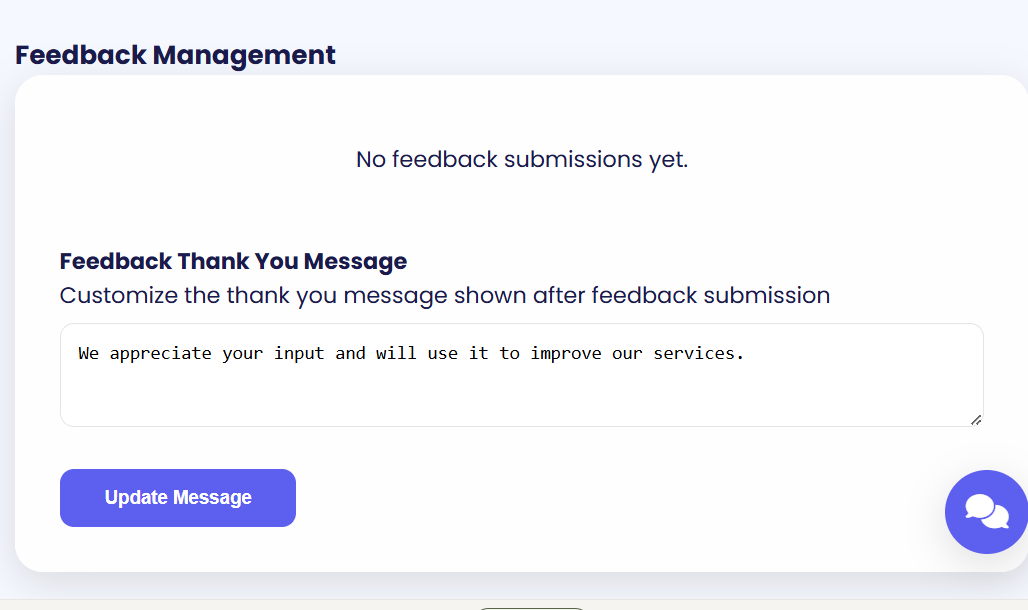 Feedback Management
No feedback submissions yet.
Feedback Thank You Message
Customize the thank you message shown after feedback submission
We appreciate your input and will use it to improve our services.
Update Message